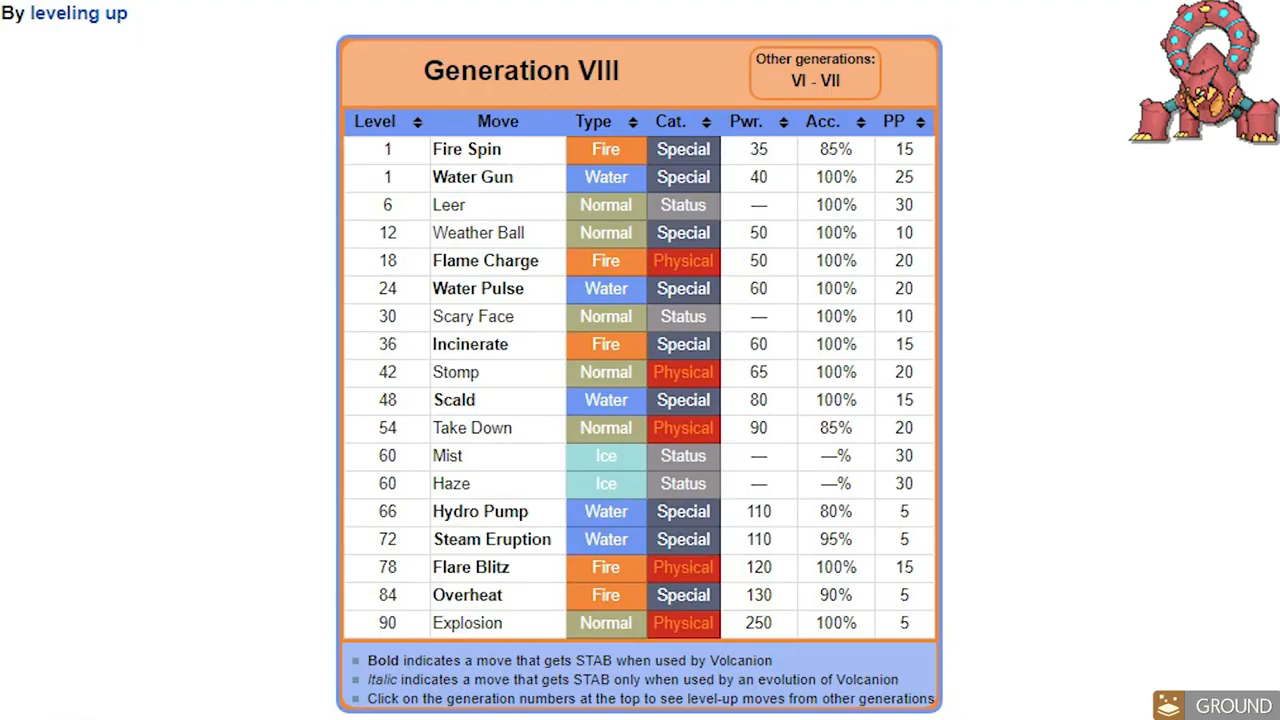 By leveling up
Generation VIII
Other generations:
VI - VII
Level Move Type Cat. Pwr. Acc. PP
1 Fire Spin Fire Special 35 85% 15
1 Water Gun Water Special 40 100% 25
6 Leer Normal Status — 100% 30
12 Weather Ball Normal Special 50 100% 10
18 Flame Charge Fire Physical 50 100% 20
24 Water Pulse Water Special 60 100% 20
30 Scary Face Normal Status — 100% 10
36 Incinerate Fire Special 60 100% 15
42 Stomp Normal Physical 65 100% 20
48 Scald Water Special 80 100% 15
54 Take Down Normal Physical 90 85% 20
60 Mist Ice Status — —% 30
60 Haze Ice Status — —% 30
66 Hydro Pump Water Special 110 80% 5
72 Steam Eruption Water Special 110 95% 5
78 Flare Blitz Fire Physical 120 100% 15
84 Overheat Fire Special 130 90% 5
90 Explosion Normal Physical 250 100% 5
Bold indicates a move that gets STAB when used by Volcanion
Italic indicates a move that gets STAB only when used by an evolution of Volcanion
Click on the generation numbers at the top to see level-up moves from other generations
GROUND